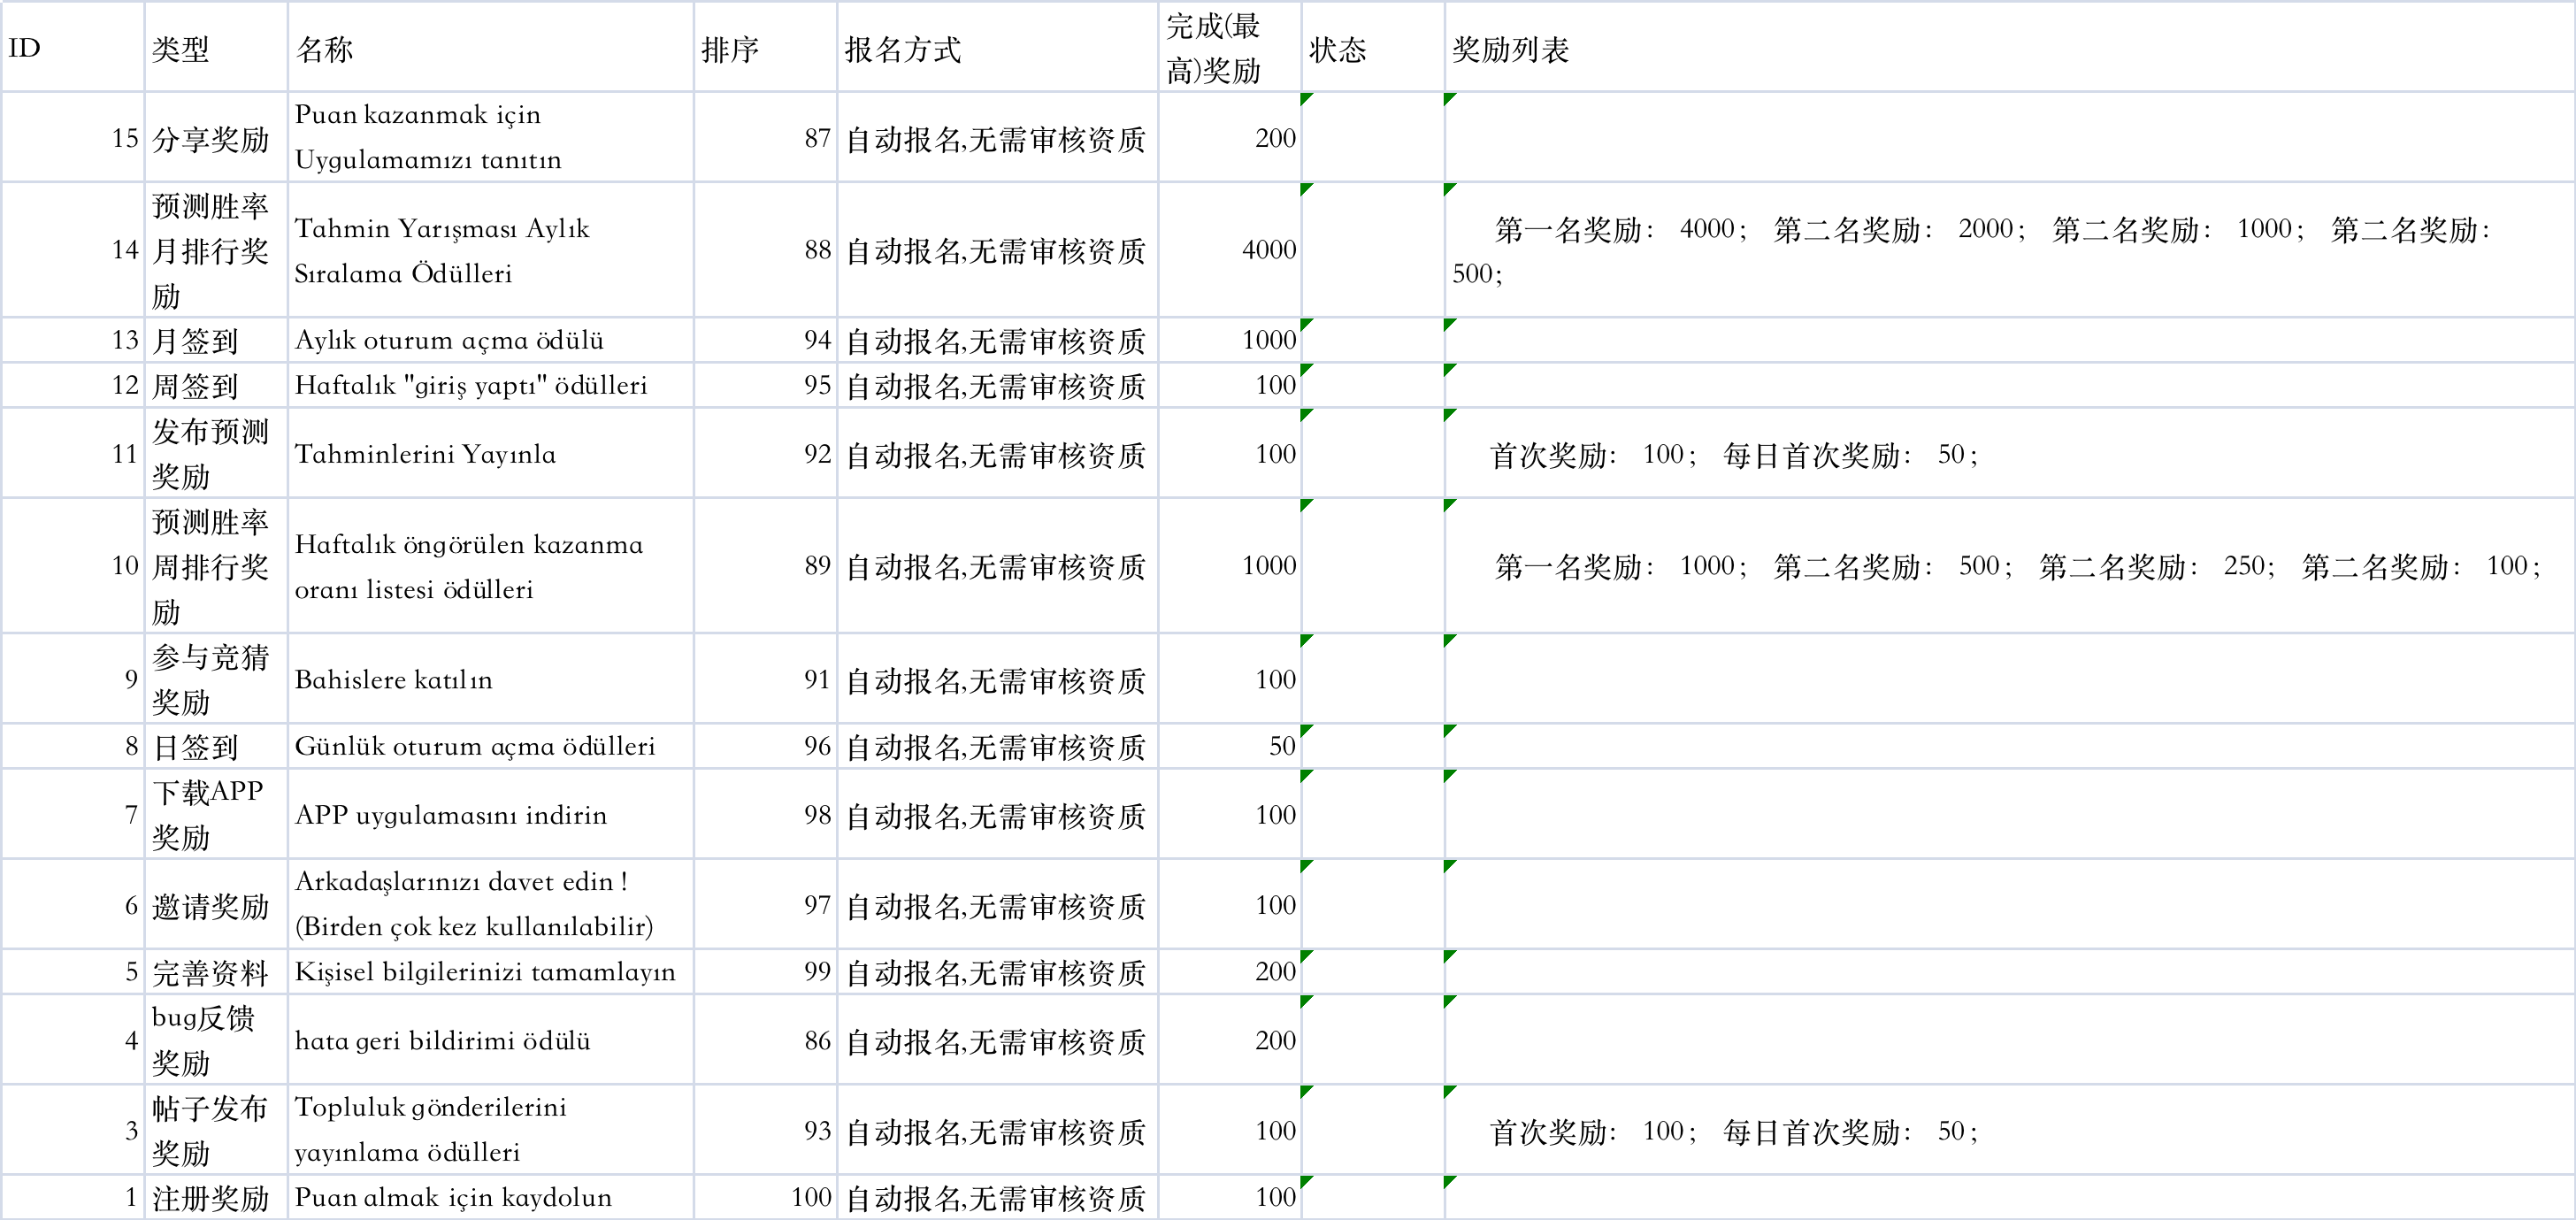 ID 类型 名称 排序 报名方式 完成(最高)奖励 状态 奖励列表
15 分享奖励 Puan kazanmak için Uygulamamızı tanıtın 87 自动报名,无需审核资质 200
14 预测胜率月排行奖励 Tahmin Yarışması Aylık Sıralama Ödülleri 88 自动报名,无需审核资质 4000 第一名奖励： 4000； 第二名奖励： 2000； 第二名奖励： 1000； 第二名奖励： 500；
13 月签到 Aylık oturum açma ödülü 94 自动报名,无需审核资质 1000
12 周签到 Haftalık "giriş yaptı" ödülleri 95 自动报名,无需审核资质 100
11 发布预测奖励 Tahminlerini Yayınla 92 自动报名,无需审核资质 100 首次奖励： 100； 每日首次奖励： 50；
10 预测胜率周排行奖励 Haftalık öngörülen kazanma oranı listesi ödülleri 89 自动报名,无需审核资质 1000 第一名奖励： 1000； 第二名奖励： 500； 第二名奖励： 250； 第二名奖励： 100；
9 参与竞猜奖励 Bahislere katılın 91 自动报名,无需审核资质 100
8 日签到 Günlük oturum açma ödülleri 96 自动报名,无需审核资质 50
7 下载APP奖励 APP uygulamasını indirin 98 自动报名,无需审核资质 100
6 邀请奖励 Arkadaşlarınızı davet edin ! (Birden çok kez kullanılabilir) 97 自动报名,无需审核资质 100
5 完善资料 Kişisel bilgilerinizi tamamlayın 99 自动报名,无需审核资质 200
4 bug反馈奖励 hata geri bildirimi ödülü 86 自动报名,无需审核资质 200
3 帖子发布奖励 Topluluk gönderilerini yayınlama ödülleri 93 自动报名,无需审核资质 100 首次奖励： 100； 每日首次奖励： 50；
1 注册奖励 Puan almak için kaydolun 100 自动报名,无需审核资质 100